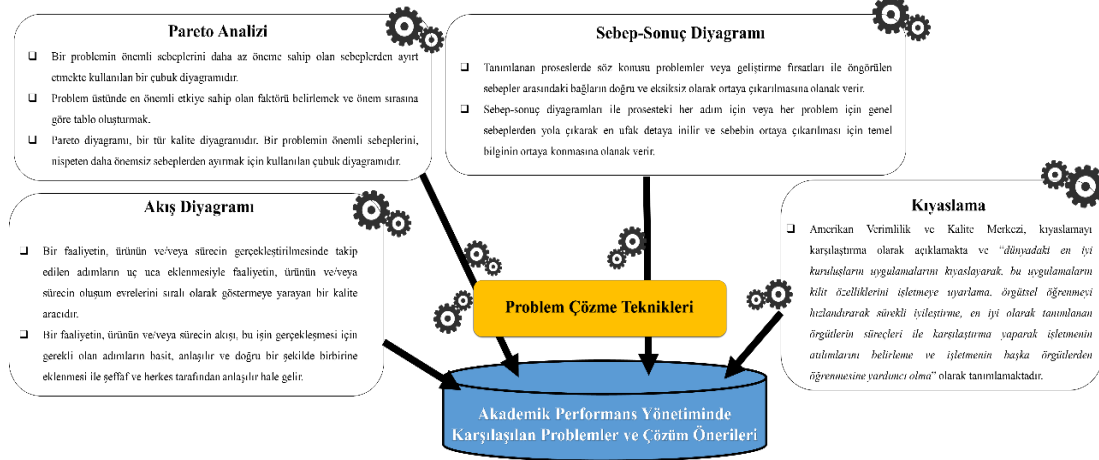 Pareto Analizi
Bir problemin önemli sebeplerini daha az öneme sahip olan sebeplerden ayırt
etmekte kullanılan bir çubuk diyagramıdır.
Problem üstünde en önemli etkiye sahip olan faktörü belirlemek ve önem sırasına
göre tablo oluşturmak.
Pareto diyagramı, bir tür kalite diyagramıdır. Bir problemin önemli sebeplerini,
nispeten daha önemsiz sebeplerden ayırmak için kullanılan çubuk diyagramıdır.
Sebep-Sonuç Diyagramı
Tanımlanan proseslerde söz konusu problemler veya geliştirme fırsatları ile öngörülen
sebepler arasındaki bağların doğru ve eksiksiz olarak ortaya çıkarılmasına olanak verir.
Sebep-sonuç diyagramları ile prosesteki her adım için veya her problem için genel
sebeplerden yola çıkarak en ufak detaya inilir ve sebebin ortaya çıkarılması için temel
bilginin ortaya konmasına olanak verir.
Akış Diyagramı
Bir faaliyetin, ürünün ve/veya sürecin gerçekleştirilmesinde takip
edilen adımların uç uca eklenmesiyle faaliyetin, ürünün ve/veya
sürecin oluşum evrelerini sıralı olarak göstermeye yarayan bir kalite
aracıdır.
Bir faaliyetin, ürünün ve/veya sürecin akışı, bu işin gerçekleşmesi için
gerekli olan adımların basit, anlaşılır ve doğru bir şekilde birbirine
eklenmesi ile şeffaf ve herkes tarafından anlaşılır hale gelir.
Kıyaslama
Amerikan Verimlilik ve Kalite Merkezi, kıyaslamayı
karşılaştırma olarak açıklamakta ve “dünyadaki en iyi
kuruluşların uygulamalarını kıyaslayarak, bu uygulamaların
kilit özelliklerini işletmeye uyarlama, örgütsel öğrenmeyi
hızlandırarak sürekli iyileştirme, en iyi olarak tanımlanan
örgütlerin süreçleri ile karşılaştırma yaparak işletmenin
atılımlarını belirleme ve işletmenin başka örgütlerden
öğrenmesine yardımcı olma” olarak tanımlamaktadır.
Problem Çözme Teknikleri
Akademik Performans Yönetiminde
Karşılaşılan Problemler ve Çözüm Önerileri